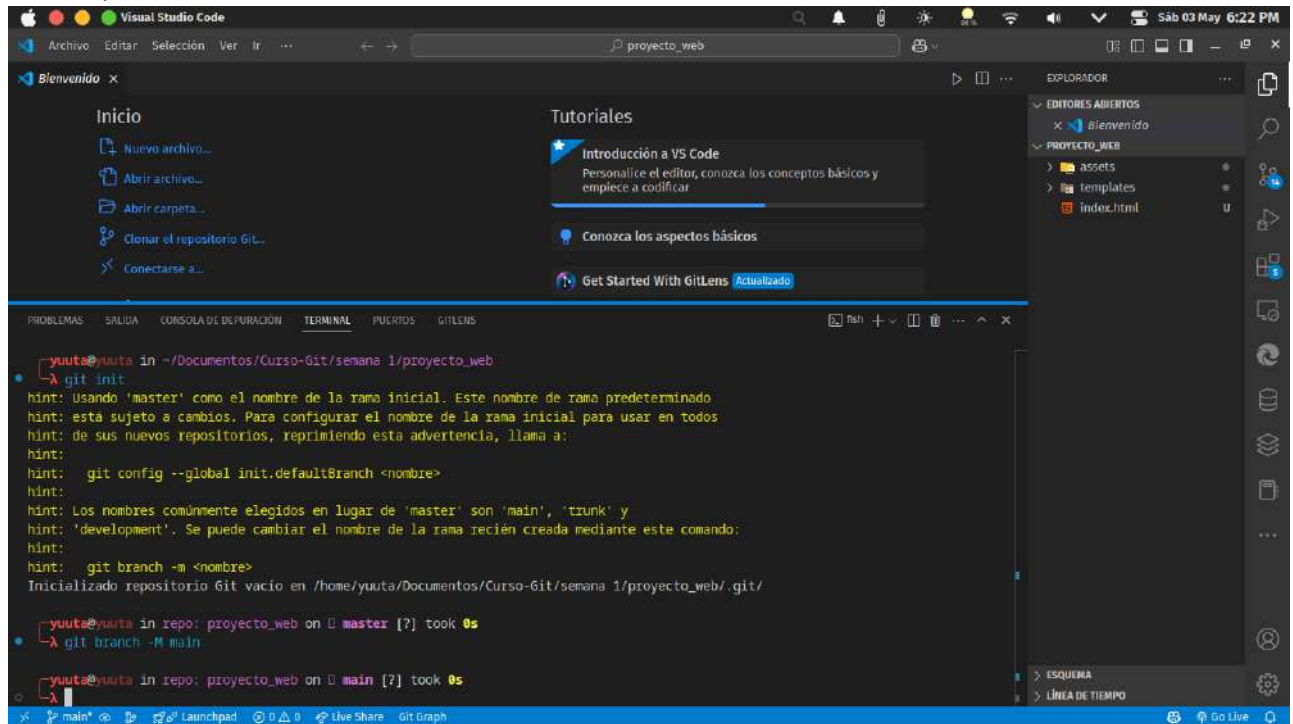 Visual Studio Code
Sáb 03 May 6:22 PM
Archivo Editar Selección Ver Ir ...
proyecto_web
Bienvenido
EXPLORADOR
EDITORES ABIERTOS
Bienvenido
PROYECTO_WEB
assets
templates
index.html U
14
5
Inicio
Nuevo archivo...
Abrir archivo...
Abrir carpeta...
Clonar el repositorio Git...
Conectarse a...
Tutoriales
Introducción a VS Code
Personalice el editor, conozca los conceptos básicos y
empiece a codificar
Conozca los aspectos básicos
Get Started With GitLens Actualizado
PROBLEMAS SALIDA CONSOLA DE DEPURACIÓN TERMINAL PUERTOS GITLENS
fish
yuuta@yuuta in ~/Documentos/Curso-Git/semana 1/proyecto_web
λ git init
hint: Usando 'master' como el nombre de la rama inicial. Este nombre de rama predeterminado
hint: está sujeto a cambios. Para configurar el nombre de la rama inicial para usar en todos
hint: de sus nuevos repositorios, reprimiendo esta advertencia, llama a:
hint:
hint: git config --global init.defaultBranch <nombre>
hint:
hint: Los nombres comúnmente elegidos en lugar de 'master' son 'main', 'trunk' y
hint: 'development'. Se puede cambiar el nombre de la rama recién creada mediante este comando:
hint:
hint: git branch -m <nombre>
Inicializado repositorio Git vacío en /home/yuuta/Documentos/Curso-Git/semana 1/proyecto_web/.git/
yuuta@yuuta in repo: proyecto_web on master [?] took 0s
λ git branch -M main
yuuta@yuuta in repo: proyecto_web on main [?] took 0s
λ
ESQUEMA
LÍNEA DE TIEMPO
main* Launchpad 0 0 Live Share Git Graph
Go Live